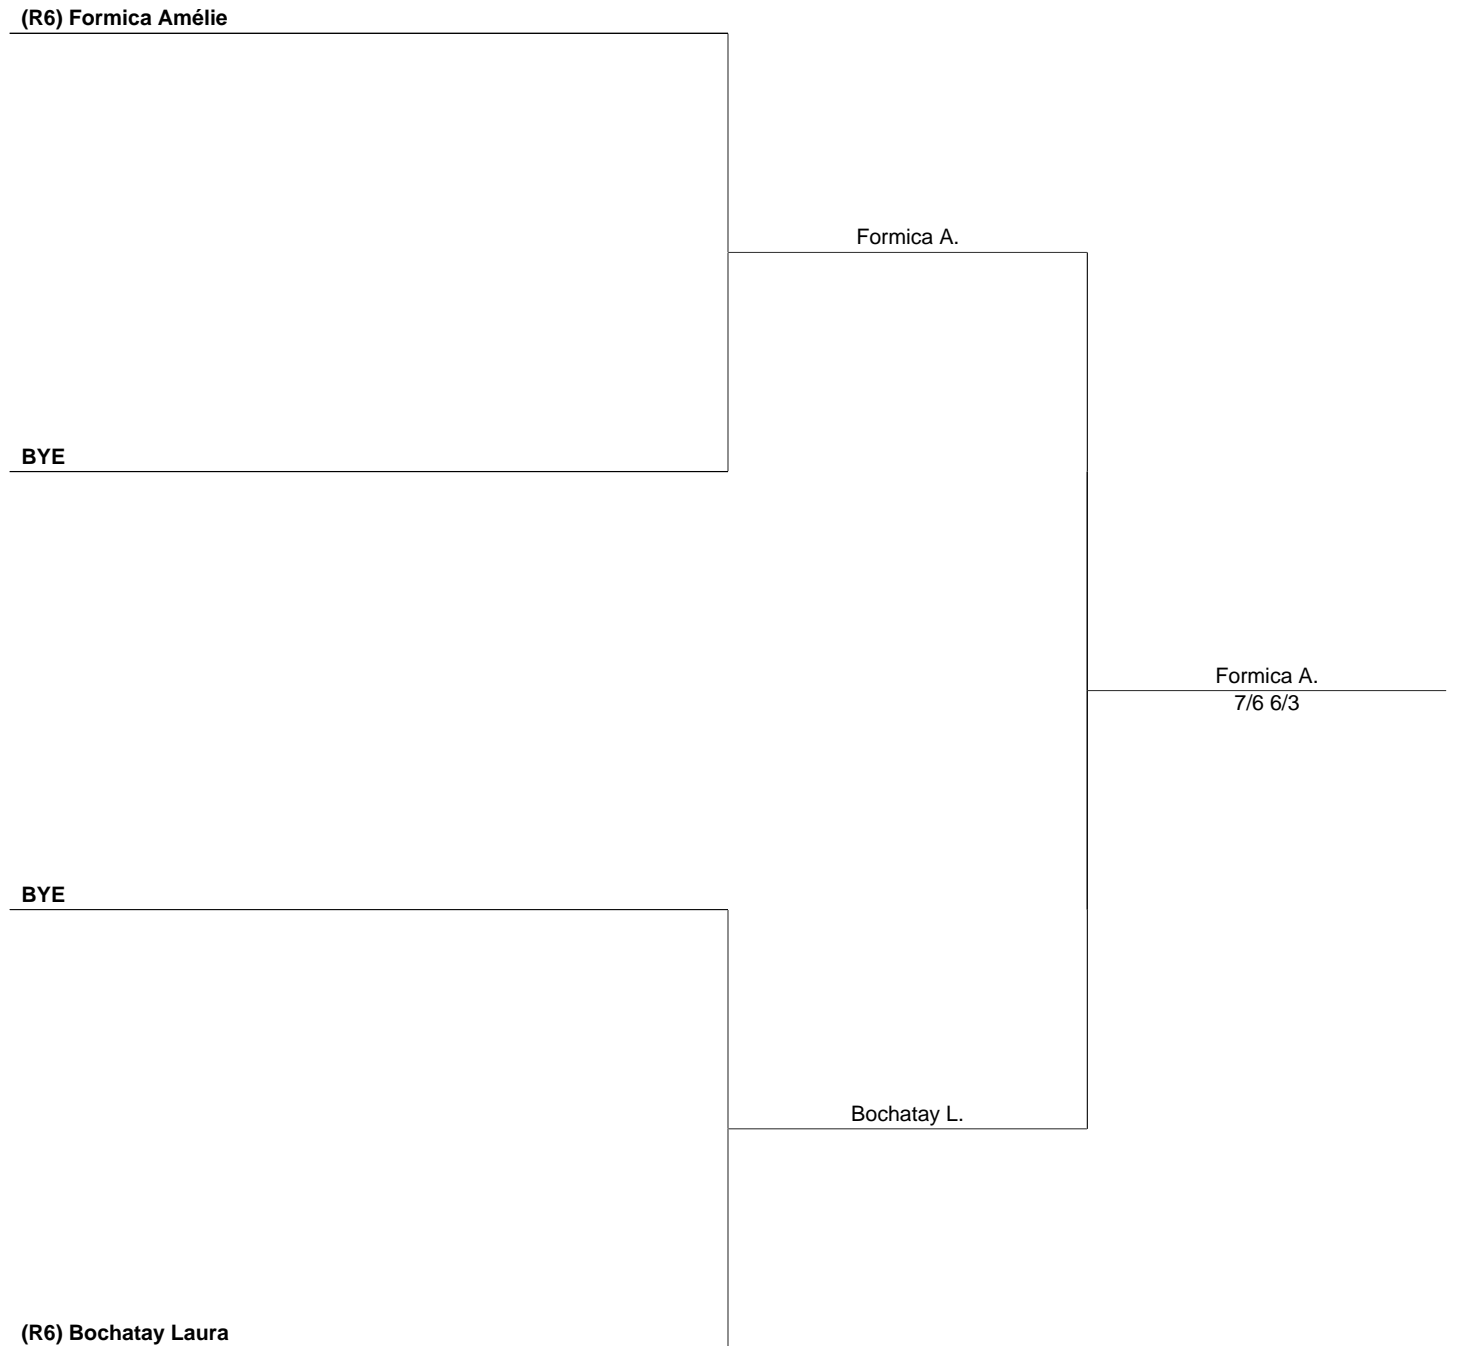 (R6) Formica Amélie
Formica A.
BYE
Formica A.
7/6 6/3
BYE
Bochatay L.
(R6) Bochatay Laura